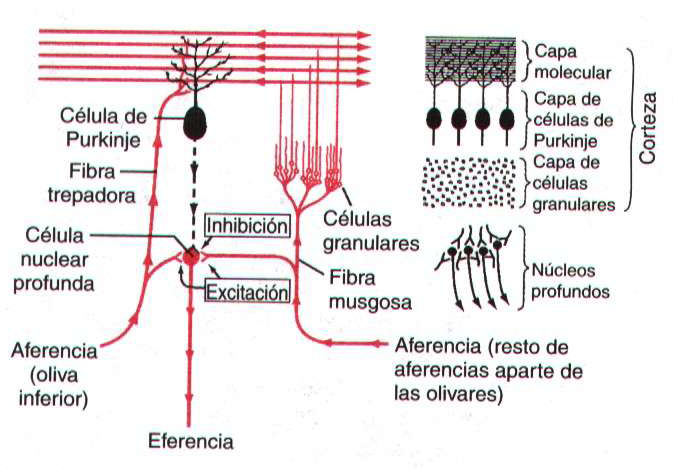 Célula de
Purkinje
Fibra
trepadora
Célula
nuclear
profunda
Inhibición
Excitación
Células
granulares
Fibra
musgosa
Aferencia
(oliva
inferior)
Aferencia (resto de
aferencias aparte de
las olivares)
Eferencia
Capa
molecular
Capa de
células de
Purkinje
Capa de
células
granulares
Corteza
Núcleos
profundos